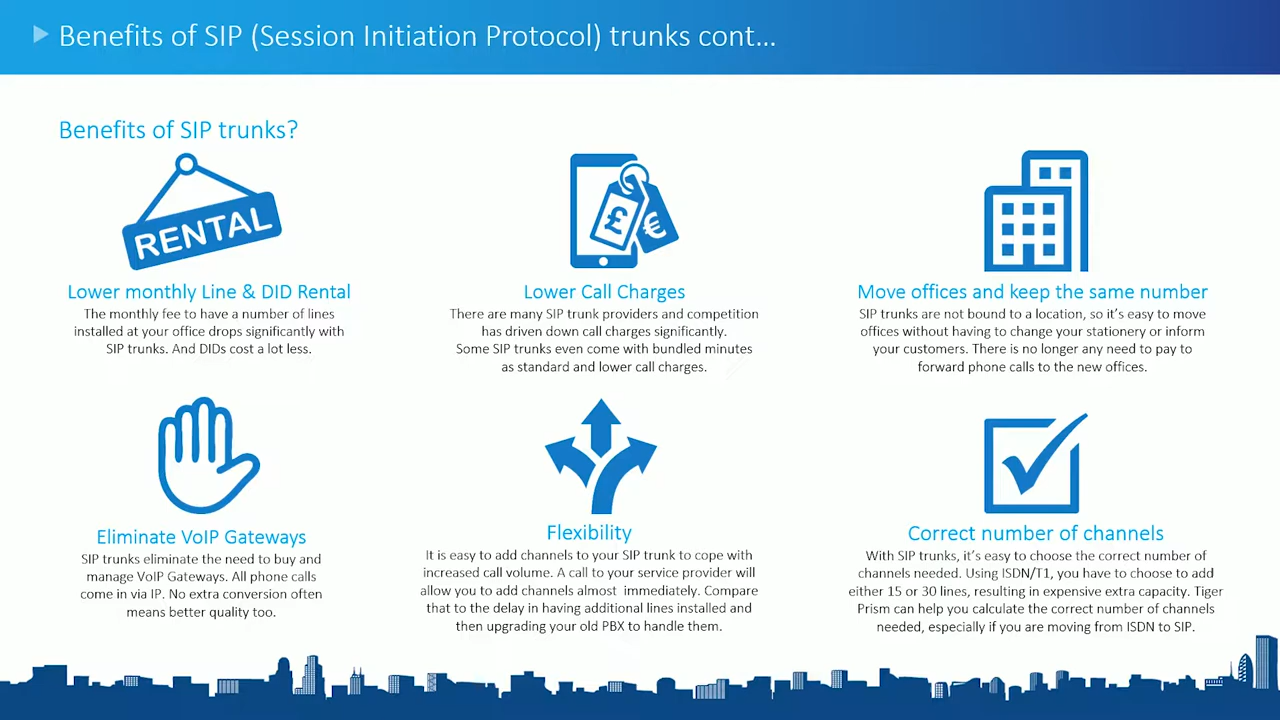 Benefits of SIP (Session Initiation Protocol) trunks cont...
Benefits of SIP trunks?
RENTAL
Lower monthly Line & DID Rental
The monthly fee to have a number of lines
installed at your office drops significantly with
SIP trunks. And DIDs cost a lot less.
£
€
Lower Call Charges
There are many SIP trunk providers and competition
has driven down call charges significantly.
Some SIP trunks even come with bundled minutes
as standard and lower call charges.
Move offices and keep the same number
SIP trunks are not bound to a location, so it's easy to move
offices without having to change your stationery or inform
your customers. There is no longer any need to pay to
forward phone calls to the new offices.
Eliminate VoIP Gateways
SIP trunks eliminate the need to buy and
manage VoIP Gateways. All phone calls
come in via IP. No extra conversion often
means better quality too.
Flexibility
It is easy to add channels to your SIP trunk to cope with
increased call volume. A call to your service provider will
allow you to add channels almost immediately. Compare
that to the delay in having additional lines installed and
then upgrading your old PBX to handle them.
Correct number of channels
With SIP trunks, it's easy to choose the correct number of
channels needed. Using ISDN/T1, you have to choose to add
either 15 or 30 lines, resulting in expensive extra capacity. Tiger
Prism can help you calculate the correct number of channels
needed, especially if you are moving from ISDN to SIP.